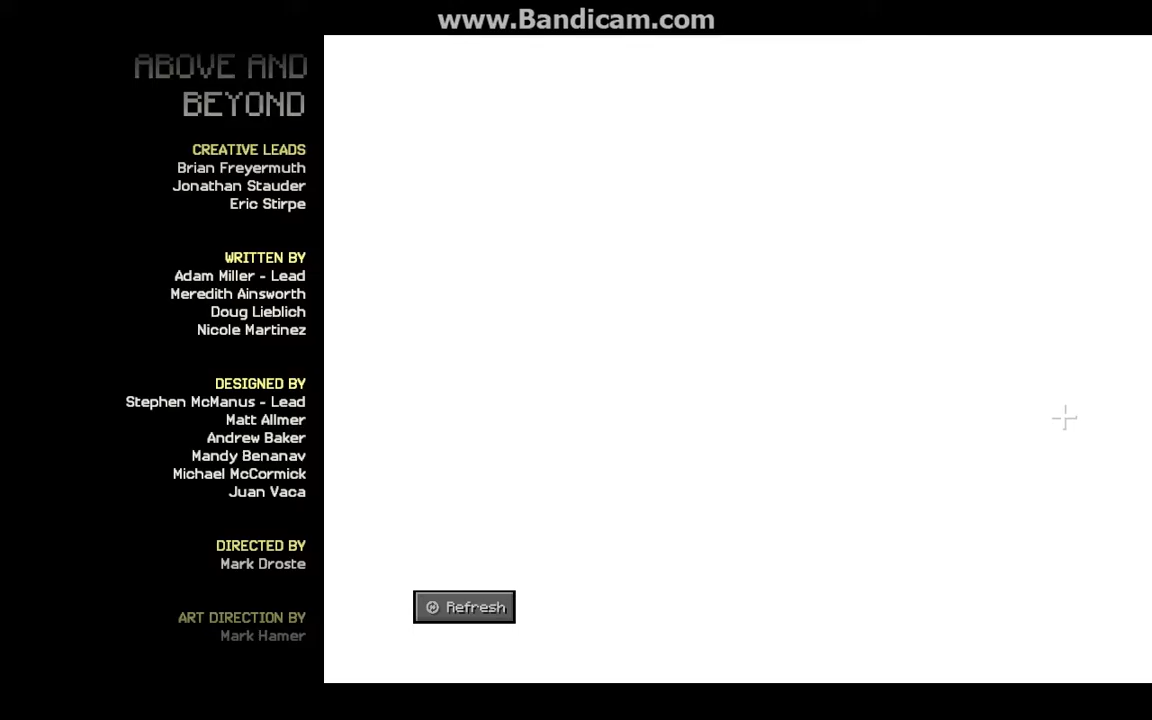 www.Bandicam.com
ABOVE AND
BEYOND
CREATIVE LEADS
Brian Freyermuth
Jonathan Stauder
Eric Stirpe
WRITTEN BY
Adam Miller - Lead
Meredith Ainsworth
Doug Lieblich
Nicole Martinez
DESIGNED BY
Stephen McManus - Lead
Matt Allmer
Andrew Baker
Mandy Benanav
Michael McCormick
Juan Vaca
DIRECTED BY
Mark Droste
ART DIRECTION BY
Mark Hamer
Refresh